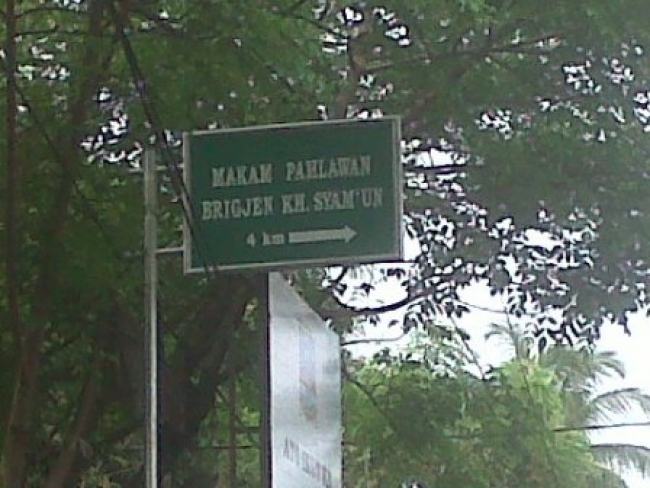 MAKAM PAHLAWAN
BRIGJEN KH. SYAM'UN
4 km